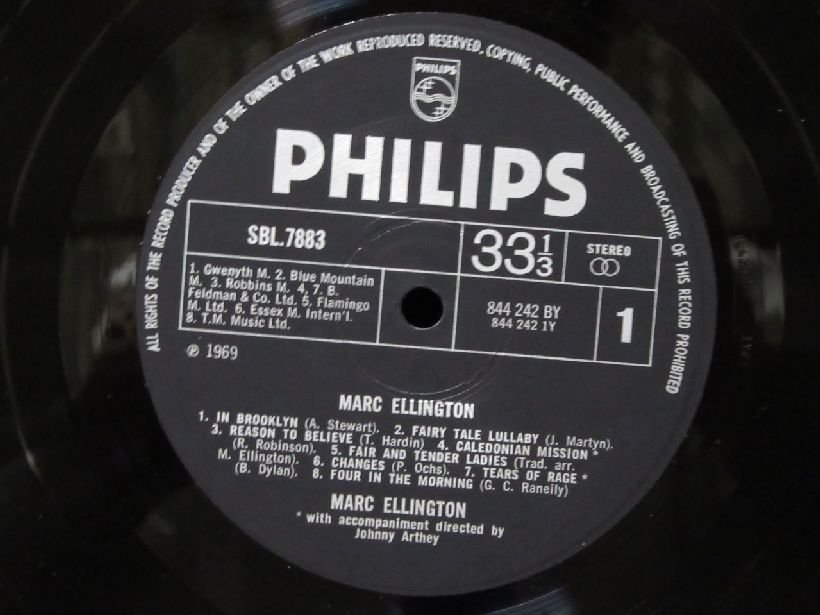 ALL RIGHTS OF THE RECORD PRODUCER AND OF THE OWNER OF THE WORK REPRODUCED RESERVED, COPYING, PUBLIC PERFORMANCE AND BROADCASTING OF THIS RECORD PROHIBITED
PHILIPS
PHILIPS
SBL.7883
33 1/3
STEREO
1. Gwenyth M. 2. Blue Mountain
M. 3. Robbins M. 4, 7. B.
Feldman & Co. Ltd. 5. Flamingo
M. Ltd. 6. Essex M. Intern'l.
8. T.M. Music Ltd.
844 242 BY
844 242 1Y
1
℗ 1969
MARC ELLINGTON
1. IN BROOKLYN (A. Stewart). 2. FAIRY TALE LULLABY (J. Martyn).
3. REASON TO BELIEVE (T. Hardin) 4. CALEDONIAN MISSION *
(R. Robinson). 5. FAIR AND TENDER LADIES (Trad. arr.
M. Ellington). 6. CHANGES (P. Ochs). 7. TEARS OF RAGE *
(B. Dylan). 8. FOUR IN THE MORNING (G. C. Raneily)
MARC ELLINGTON
* with accompaniment directed by
Johnny Arthey